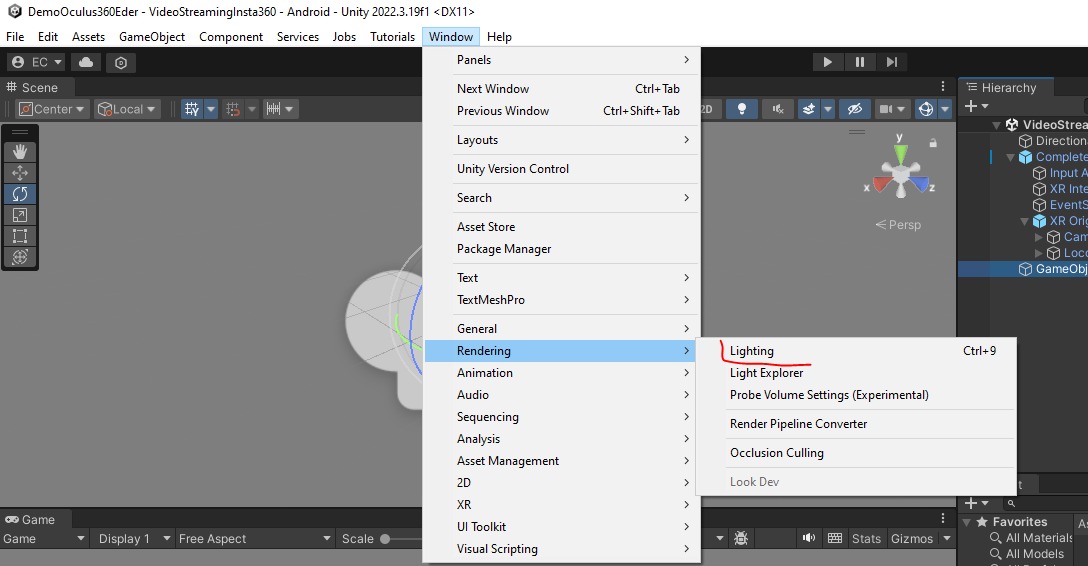 DemoOculus360Eder - VideoStreamingInsta360 - Android - Unity 2022.3.19f1 <DX11>
File Edit Assets GameObject Component Services Jobs Tutorials Window Help
EC
Scene
Center
Local
2D
y
x
z
Persp
Panels
Next Window Ctrl+Tab
Previous Window Ctrl+Shift+Tab
Layouts
Unity Version Control
Search
Asset Store
Package Manager
Text
TextMeshPro
General
Rendering
Animation
Audio
Sequencing
Analysis
Asset Management
2D
XR
UI Toolkit
Visual Scripting
Lighting Ctrl+9
Light Explorer
Probe Volume Settings (Experimental)
Render Pipeline Converter
Occlusion Culling
Look Dev
Hierarchy
VideoStrea
Direction
Complete
Input A
XR Inte
EventS
XR Orig
Cam
Loco
GameObj
Game
Game Display 1 Free Aspect Scale
Stats Gizmos
Favorites
All Materials
All Models